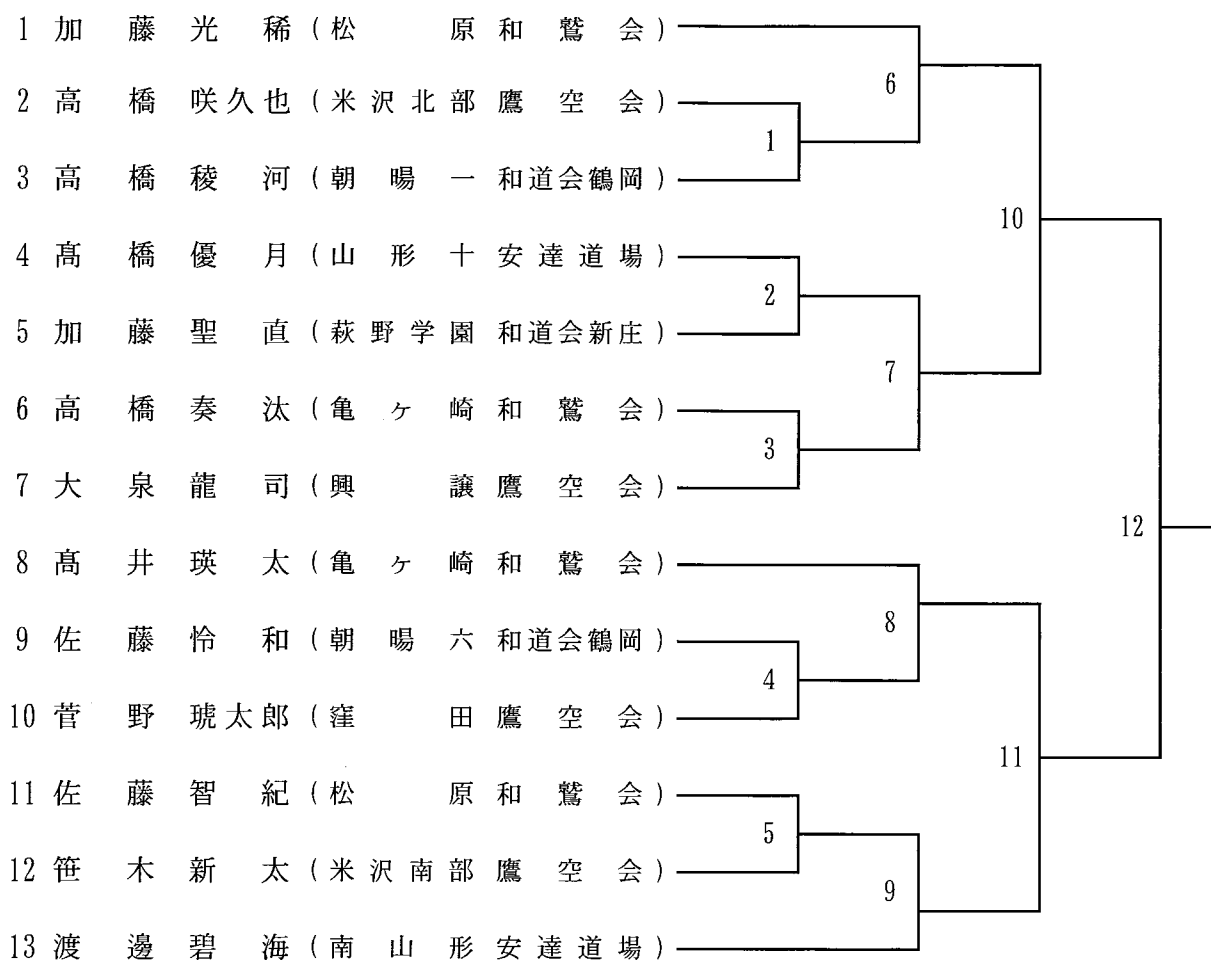 1 加藤光稀 (松原和鷲会)
6
2 高橋咲久也 (米沢北部鷹空会)
1
3 高橋稜河 (朝暘一和道会鶴岡)
10
4 髙橋優月 (山形十安達道場)
2
5 加藤聖直 (萩野学園和道会新庄)
7
6 高橋奏汰 (亀ヶ崎和鷲会)
3
7 大泉龍司 (興譲鷹空会)
12
8 髙井瑛太 (亀ヶ崎和鷲会)
8
9 佐藤怜和 (朝暘六和道会鶴岡)
4
10 菅野琥太郎 (窪田鷹空会)
11
11 佐藤智紀 (松原和鷲会)
5
12 笹木新太 (米沢南部鷹空会)
9
13 渡邊碧海 (南山形安達道場)